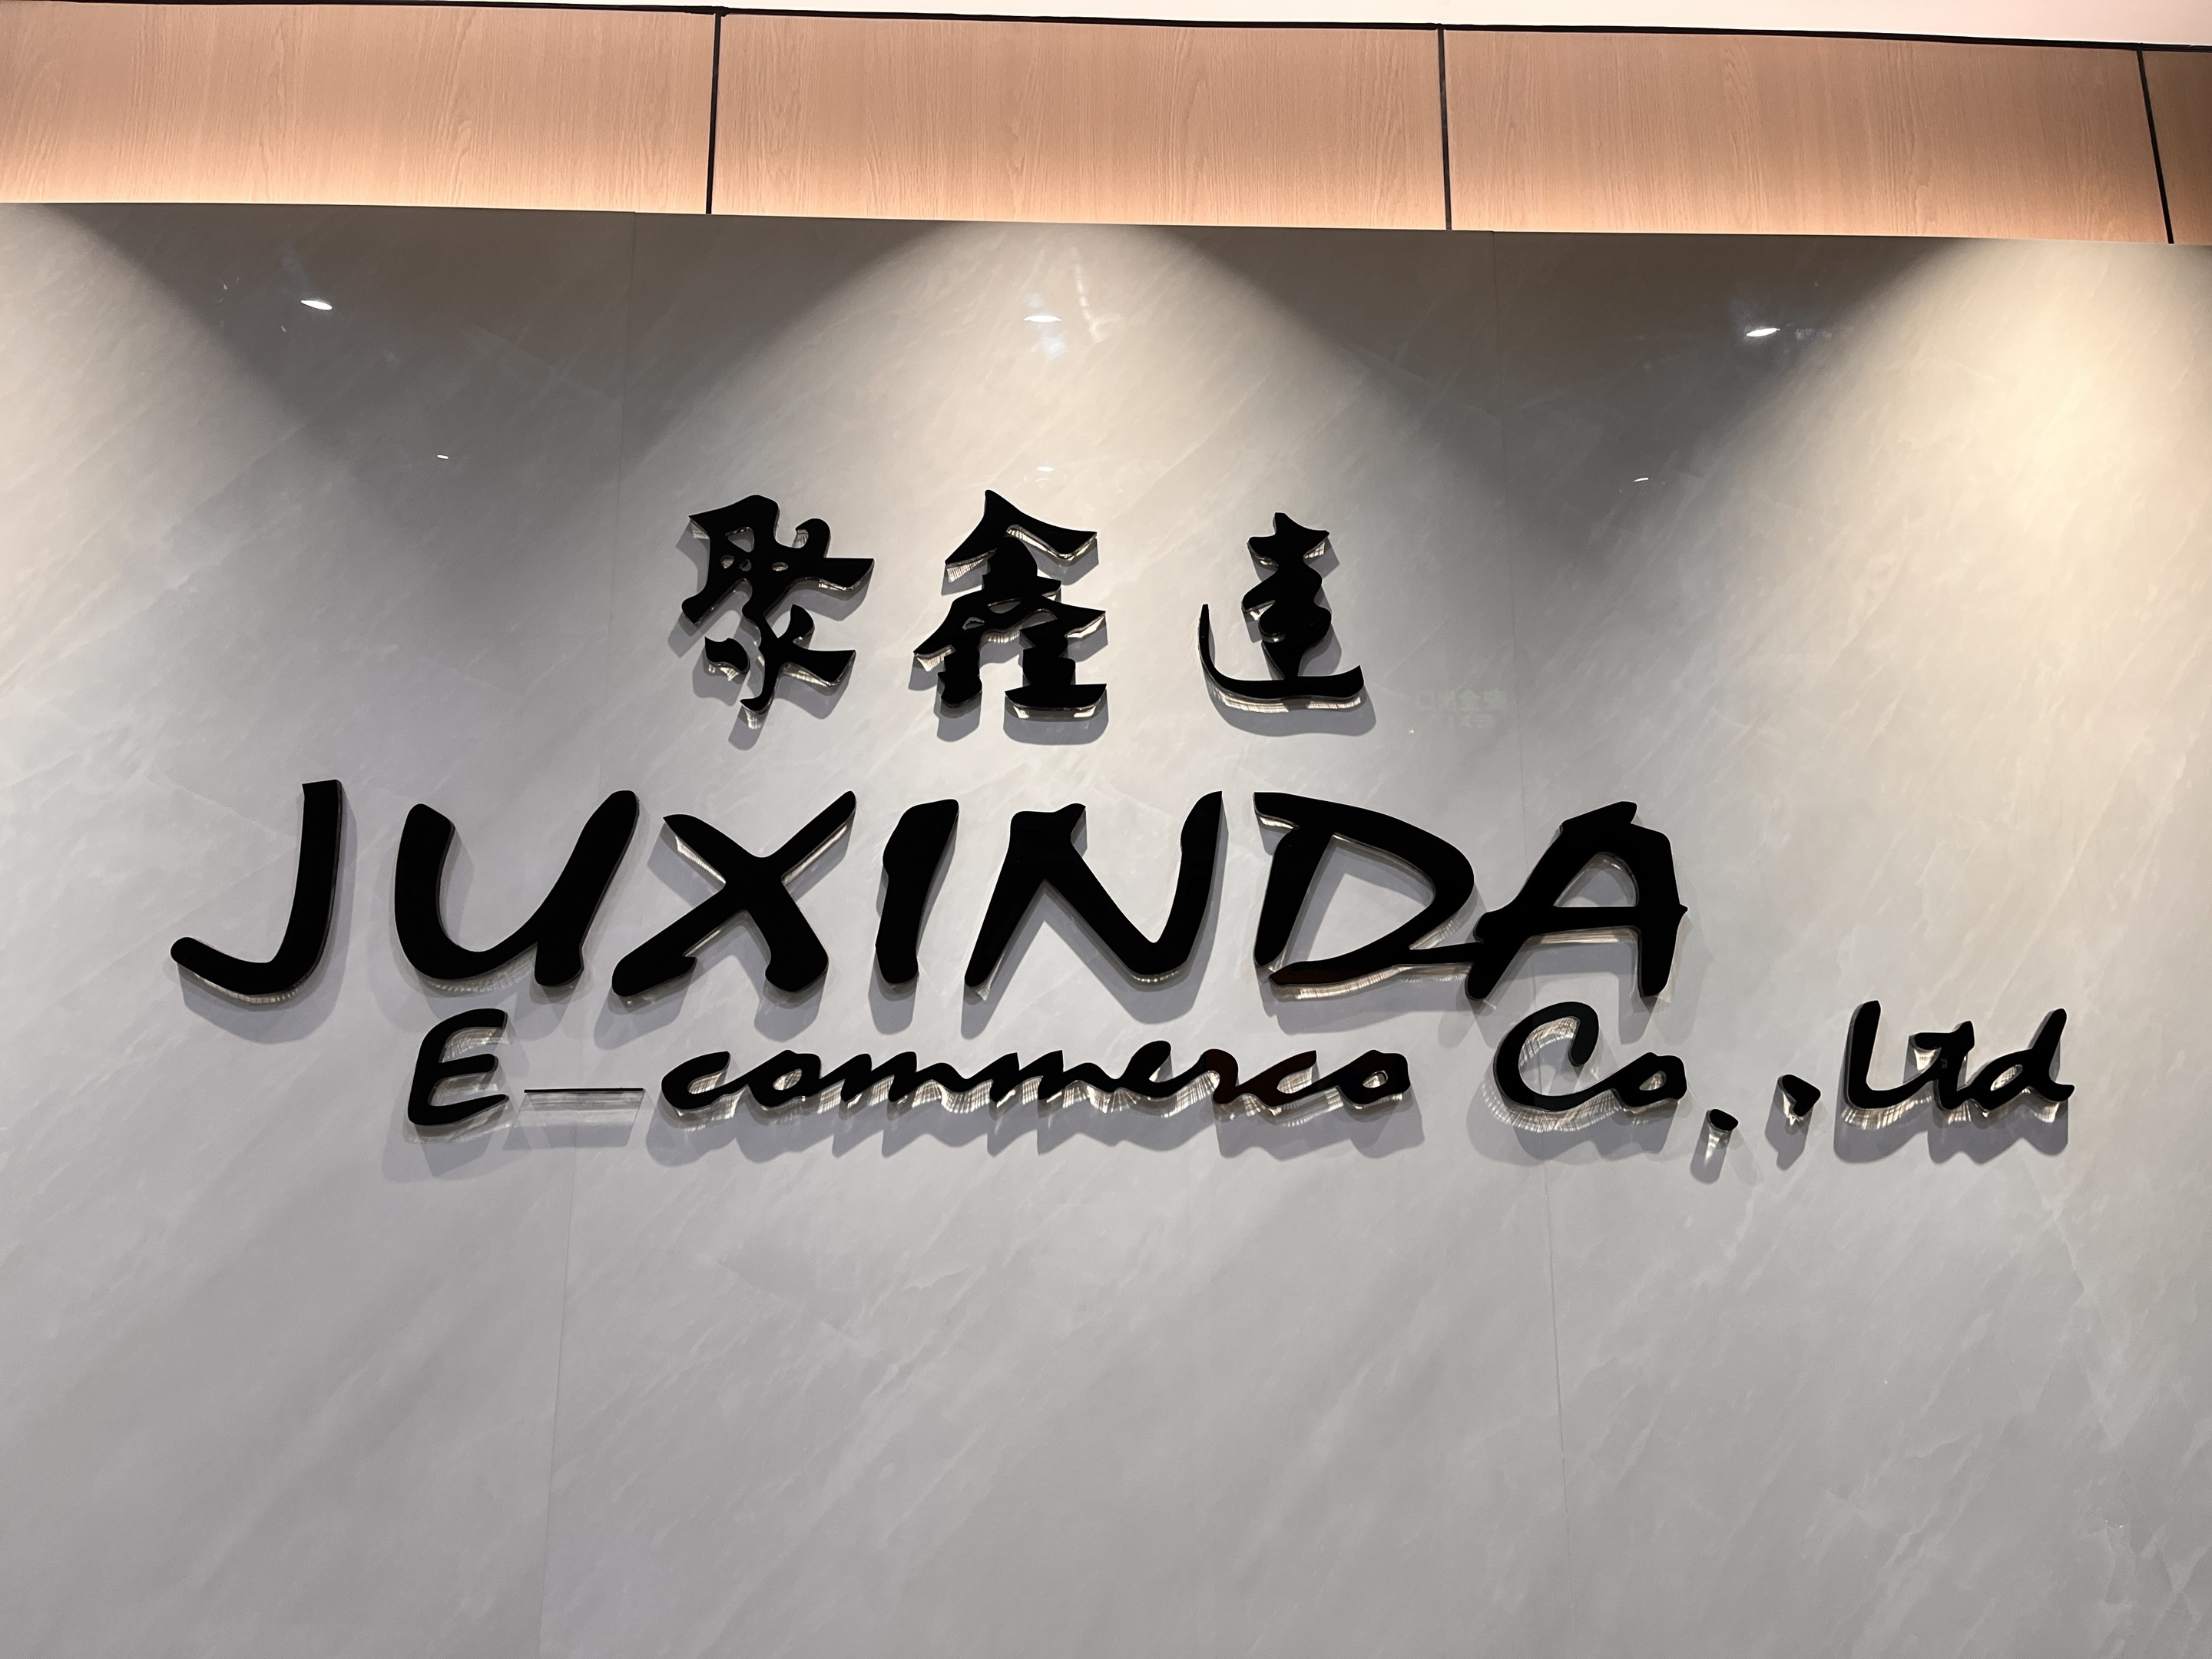 聚鑫達
JUXINDA
E_commerco Co.,Ltd